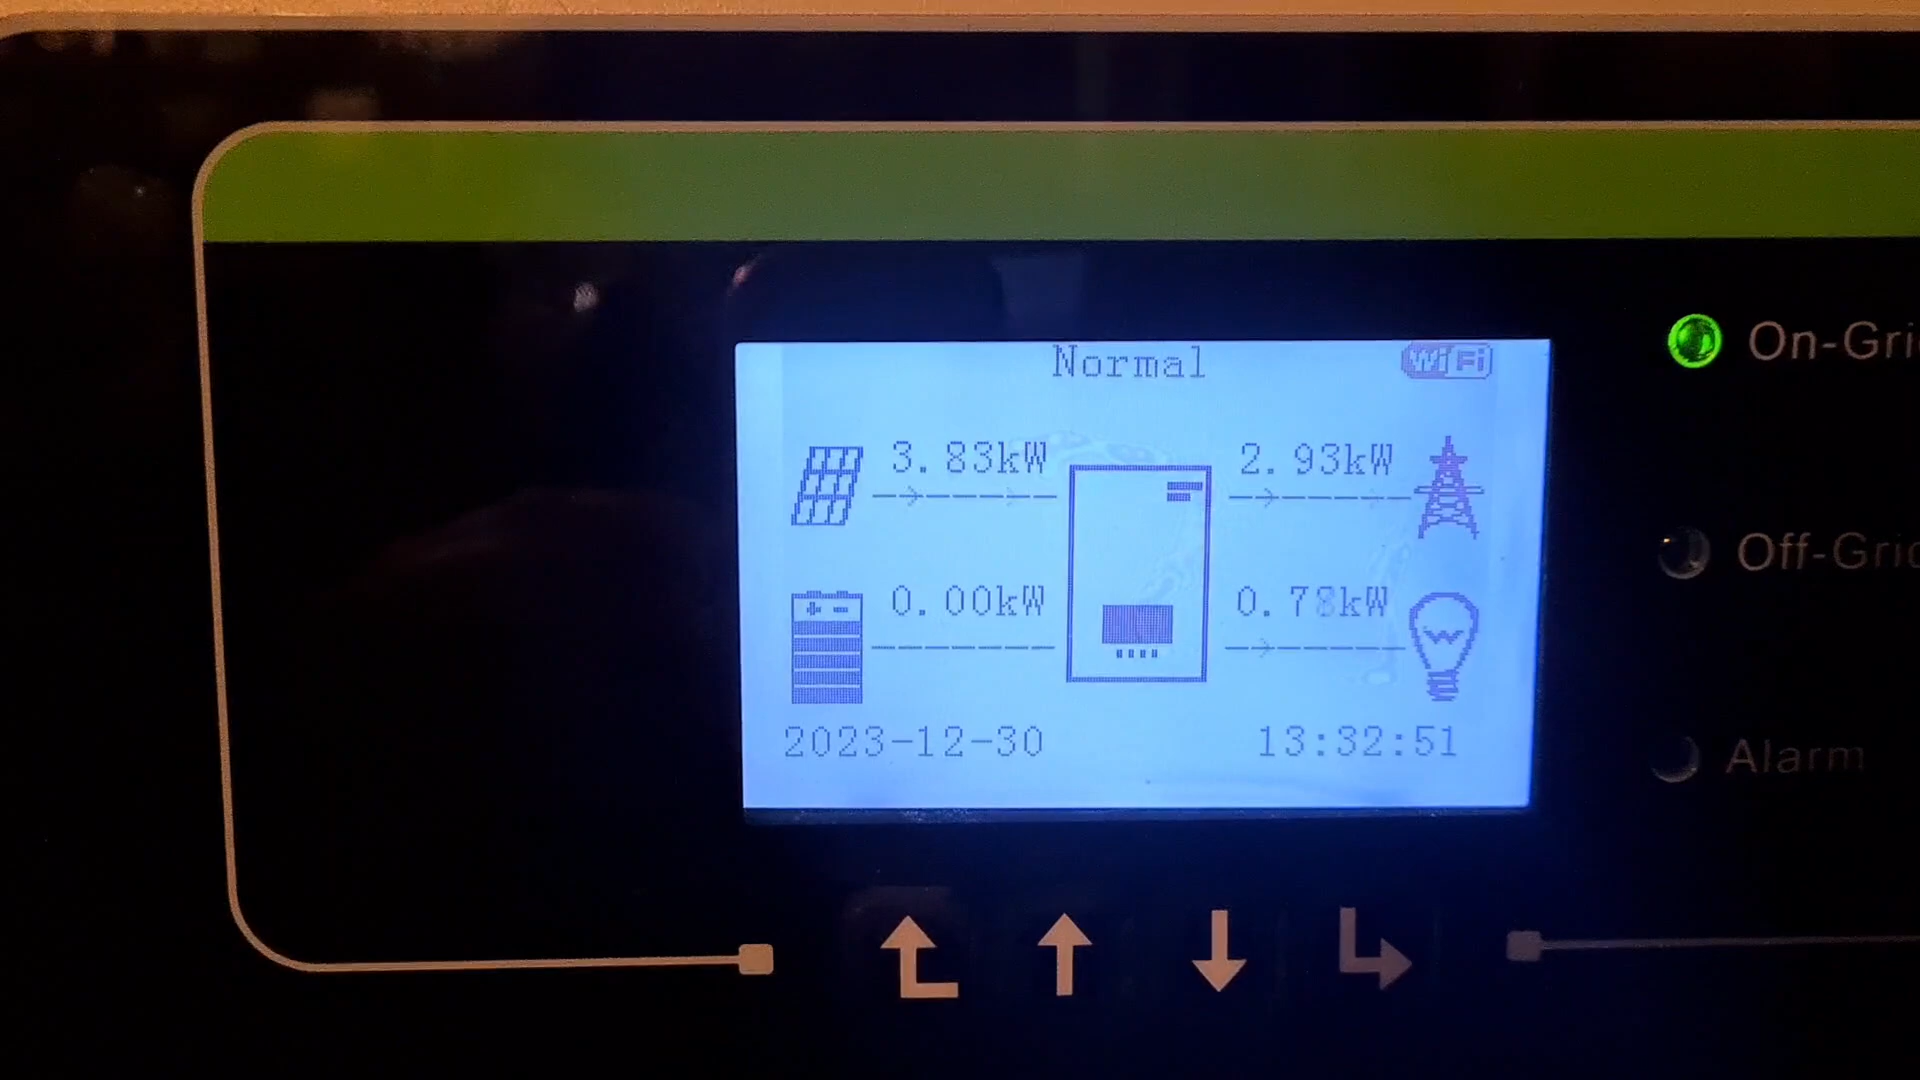 Normal WiFi
3.83kW 2.93kW
0.00kW 0.78kW
2023-12-30 13:32:51
On-Gri
Off-Grid
Alarm